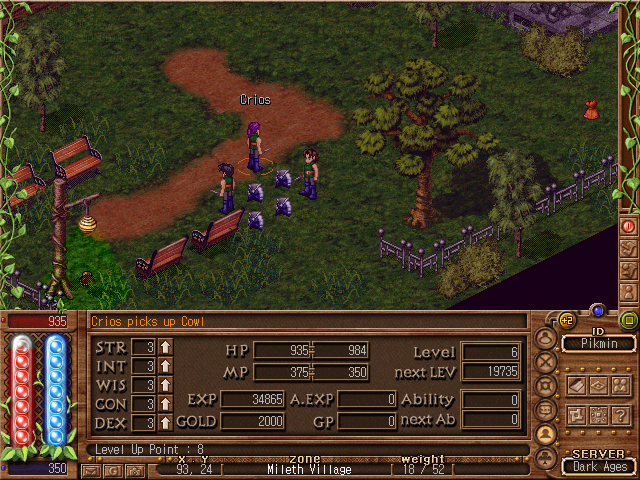 Crios
935
Crios picks up Cowl
+2
ID
Pikmin
STR 3
INT 3
WIS 3
CON 3
DEX 3
HP 935 984
MP 375 350
EXP 34865
GOLD 2000
A.EXP 0
GP 0
Level 6
next LEV 19735
Ability 0
next Ab 0
?
Level Up Point : 8
350
x y zone weight
93, 24 [ Mileth Village ] 18 / 52 [
G
SERVER
Dark Ages